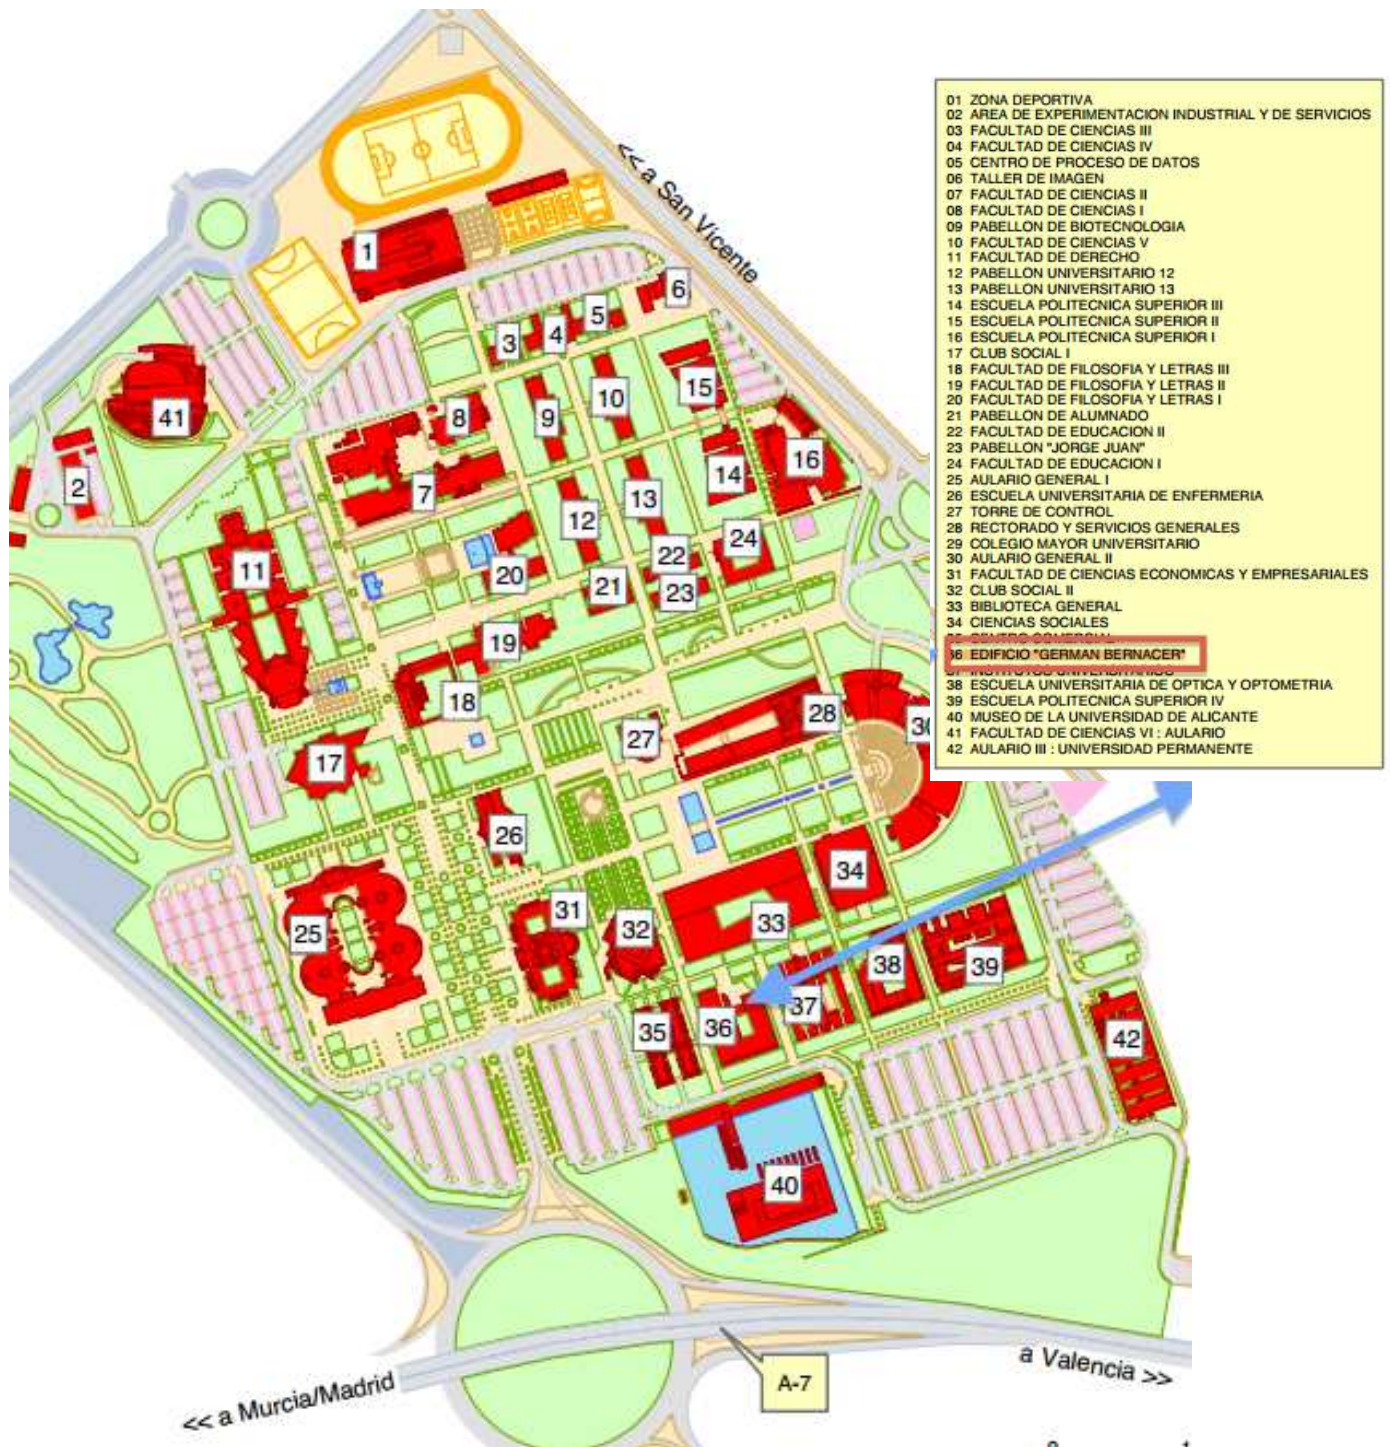 << a San Vicente
01 ZONA DEPORTIVA
02 AREA DE EXPERIMENTACION INDUSTRIAL Y DE SERVICIOS
03 FACULTAD DE CIENCIAS III
04 FACULTAD DE CIENCIAS IV
05 CENTRO DE PROCESO DE DATOS
06 TALLER DE IMAGEN
07 FACULTAD DE CIENCIAS II
08 FACULTAD DE CIENCIAS I
09 PABELLON DE BIOTECNOLOGIA
10 FACULTAD DE CIENCIAS V
11 FACULTAD DE DERECHO
12 PABELLON UNIVERSITARIO 12
13 PABELLON UNIVERSITARIO 13
14 ESCUELA POLITECNICA SUPERIOR III
15 ESCUELA POLITECNICA SUPERIOR II
16 ESCUELA POLITECNICA SUPERIOR I
17 CLUB SOCIAL I
18 FACULTAD DE FILOSOFIA Y LETRAS III
19 FACULTAD DE FILOSOFIA Y LETRAS II
20 FACULTAD DE FILOSOFIA Y LETRAS I
21 PABELLON DE ALUMNADO
22 FACULTAD DE EDUCACION II
23 PABELLON "JORGE JUAN"
24 FACULTAD DE EDUCACION I
25 AULARIO GENERAL I
26 ESCUELA UNIVERSITARIA DE ENFERMERIA
27 TORRE DE CONTROL
28 RECTORADO Y SERVICIOS GENERALES
29 COLEGIO MAYOR UNIVERSITARIO
30 AULARIO GENERAL II
31 FACULTAD DE CIENCIAS ECONOMICAS Y EMPRESARIALES
32 CLUB SOCIAL II
33 BIBLIOTECA GENERAL
34 CIENCIAS SOCIALES
35 CENTRO COMERCIAL
36 EDIFICIO "GERMAN BERNACER"
37 INSTITUTOS UNIVERSITARIOS
38 ESCUELA UNIVERSITARIA DE OPTICA Y OPTOMETRIA
39 ESCUELA POLITECNICA SUPERIOR IV
40 MUSEO DE LA UNIVERSIDAD DE ALICANTE
41 FACULTAD DE CIENCIAS VI : AULARIO
42 AULARIO III : UNIVERSIDAD PERMANENTE
1
6
5
4
3
15
10
8
9
41
16
14
2
7
13
12
24
22
11
20
21
23
19
18
28
30
27
17
26
34
31
33
32
25
38
39
37
36
35
42
40
A-7
<< a Murcia/Madrid
a Valencia >>